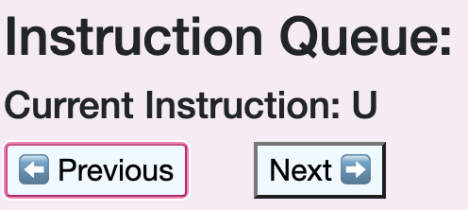 Instruction Queue:
Current Instruction: U
⬅️ Previous Next ➡️